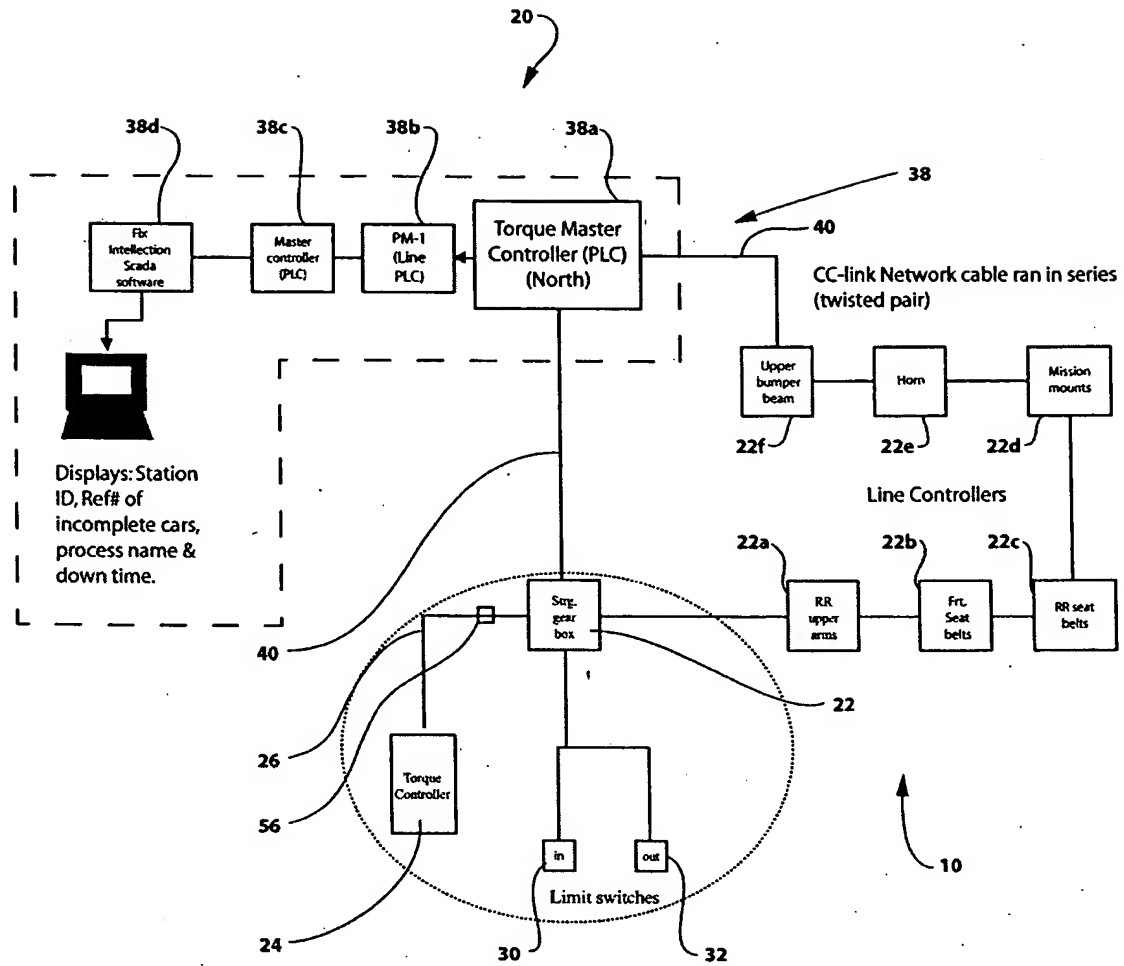 20
38d
38c
38b
38a
38
40
Fix
Intellection
Scada
software
Master
controller
(PLC)
PM-1
(Line
PLC)
Torque Master
Controller (PLC)
(North)
CC-link Network cable ran in series
(twisted pair)
Upper
bumper
beam
Horn
Mission
mounts
22f
22e
22d
Displays: Station
ID, Ref# of
incomplete cars,
process name &
down time.
Line Controllers
22a
22b
22c
Strg.
gear
box
RR
upper
arms
Frt.
Seat
belts
RR seat
belts
40
22
26
56
Torque
Controller
in
out
Limit switches
10
24
30
32